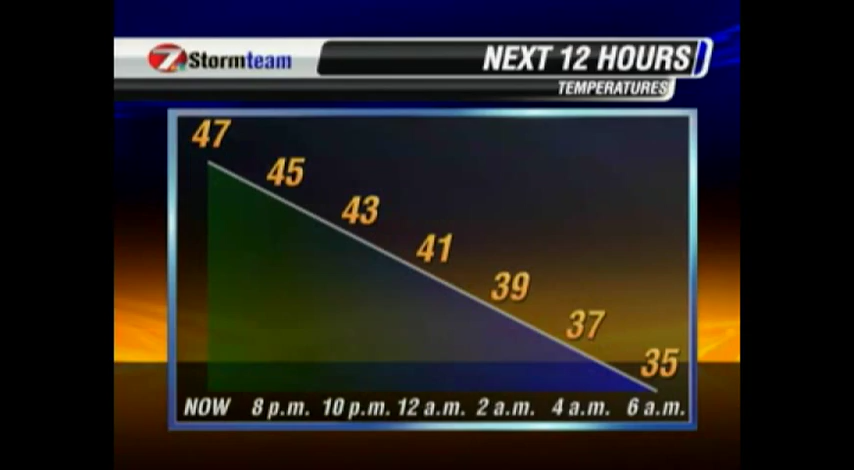 7 Stormteam
NEXT 12 HOURS
TEMPERATURES
47
45
43
41
39
37
35
NOW 8 p.m. 10 p.m. 12 a.m. 2 a.m. 4 a.m. 6 a.m.